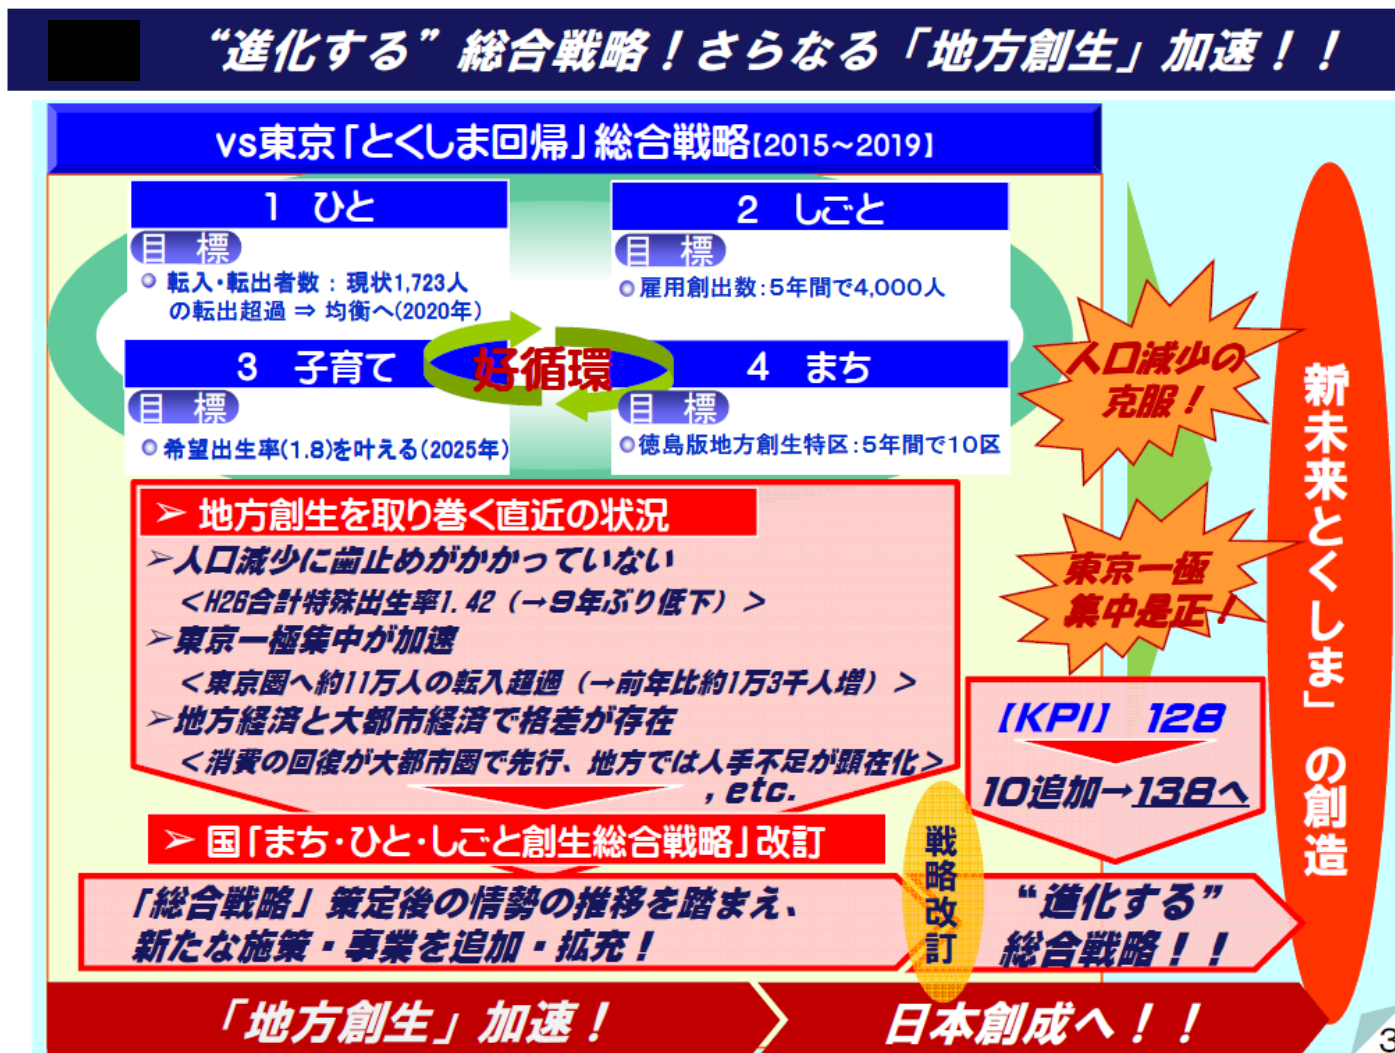 “進化する”総合戦略！さらなる「地方創生」加速！！
vs東京「とくしま回帰」総合戦略【2015～2019】
1　ひと
目　標
転入・転出者数：現状1,723人
の転出超過 ⇒ 均衡へ(2020年)
2　しごと
目　標
雇用創出数：5年間で4,000人
好循環
3　子育て
目　標
希望出生率(1.8)を叶える(2025年)
4　まち
目　標
徳島版地方創生特区：5年間で10区
人口減少の
克服！
東京一極
集中是正！
新未来とくしま」の創造
➢ 地方創生を取り巻く直近の状況
➢人口減少に歯止めがかかっていない
＜H26合計特殊出生率1.42（→9年ぶり低下）＞
➢東京一極集中が加速
＜東京圏へ約11万人の転入超過（→前年比約1万3千人増）＞
➢地方経済と大都市経済で格差が存在
＜消費の回復が大都市圏で先行、地方では人手不足が顕在化＞
, etc.
【KPI】 128
10追加→138へ
➢ 国「まち・ひと・しごと創生総合戦略」改訂
「総合戦略」策定後の情勢の推移を踏まえ、
新たな施策・事業を追加・拡充！
戦略改訂
“進化する”
総合戦略！！
「地方創生」加速！
日本創成へ！！
3